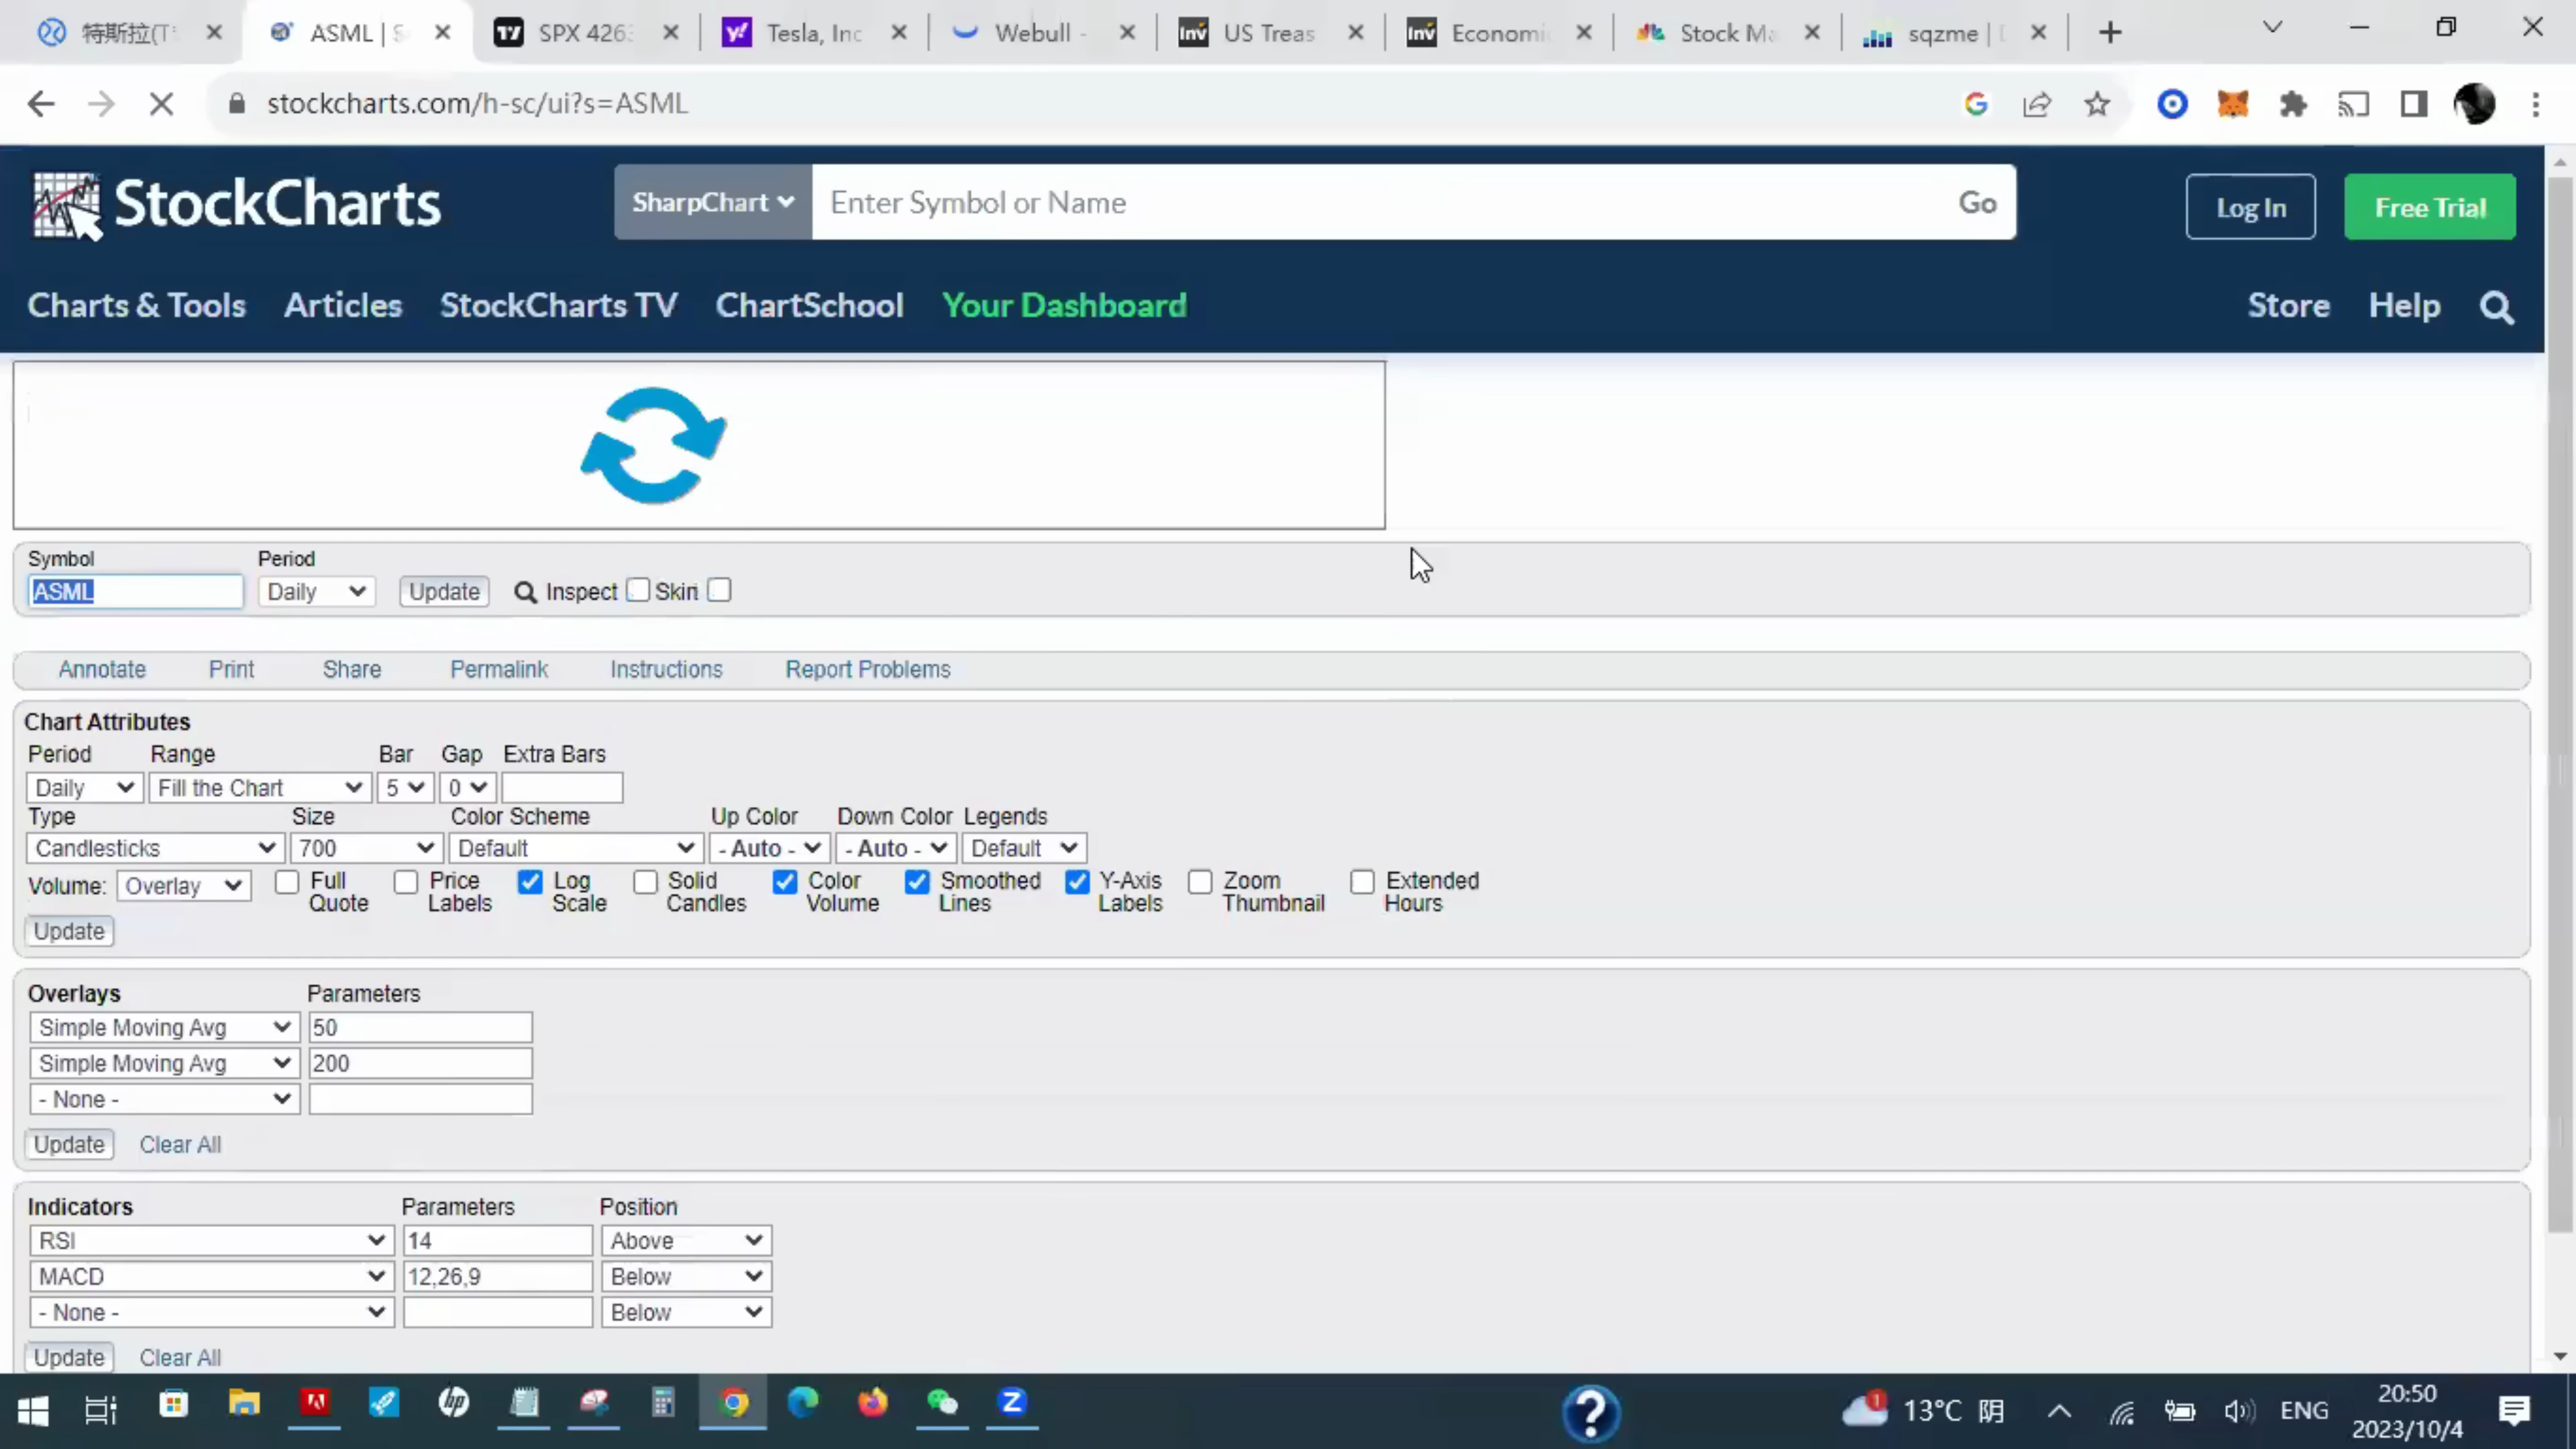 特斯拉(T
ASML | S
SPX 426
Tesla, Inc
Webull -
US Treas
Economi
Stock Ma
sqzme |
stockcharts.com/h-sc/ui?s=ASML
StockCharts
SharpChart
Enter Symbol or Name
Go
Log In
Free Trial
Charts & Tools Articles StockCharts TV ChartSchool Your Dashboard
Store Help
Symbol Period
ASML Daily Update Inspect Skin
Annotate Print Share Permalink Instructions Report Problems
Chart Attributes
Period Range Bar Gap Extra Bars
Daily Fill the Chart 5 0
Type Size Color Scheme Up Color Down Color Legends
Candlesticks 700 Default - Auto - - Auto - Default
Volume: Overlay Full Quote Price Labels Log Scale Solid Candles Color Volume Smoothed Lines Y-Axis Labels Zoom Thumbnail Extended Hours
Update
Overlays Parameters
Simple Moving Avg 50
Simple Moving Avg 200
- None -
Update Clear All
Indicators Parameters Position
RSI 14 Above
MACD 12,26,9 Below
- None - Below
Update Clear All
13°C 阴
ENG
20:50
2023/10/4